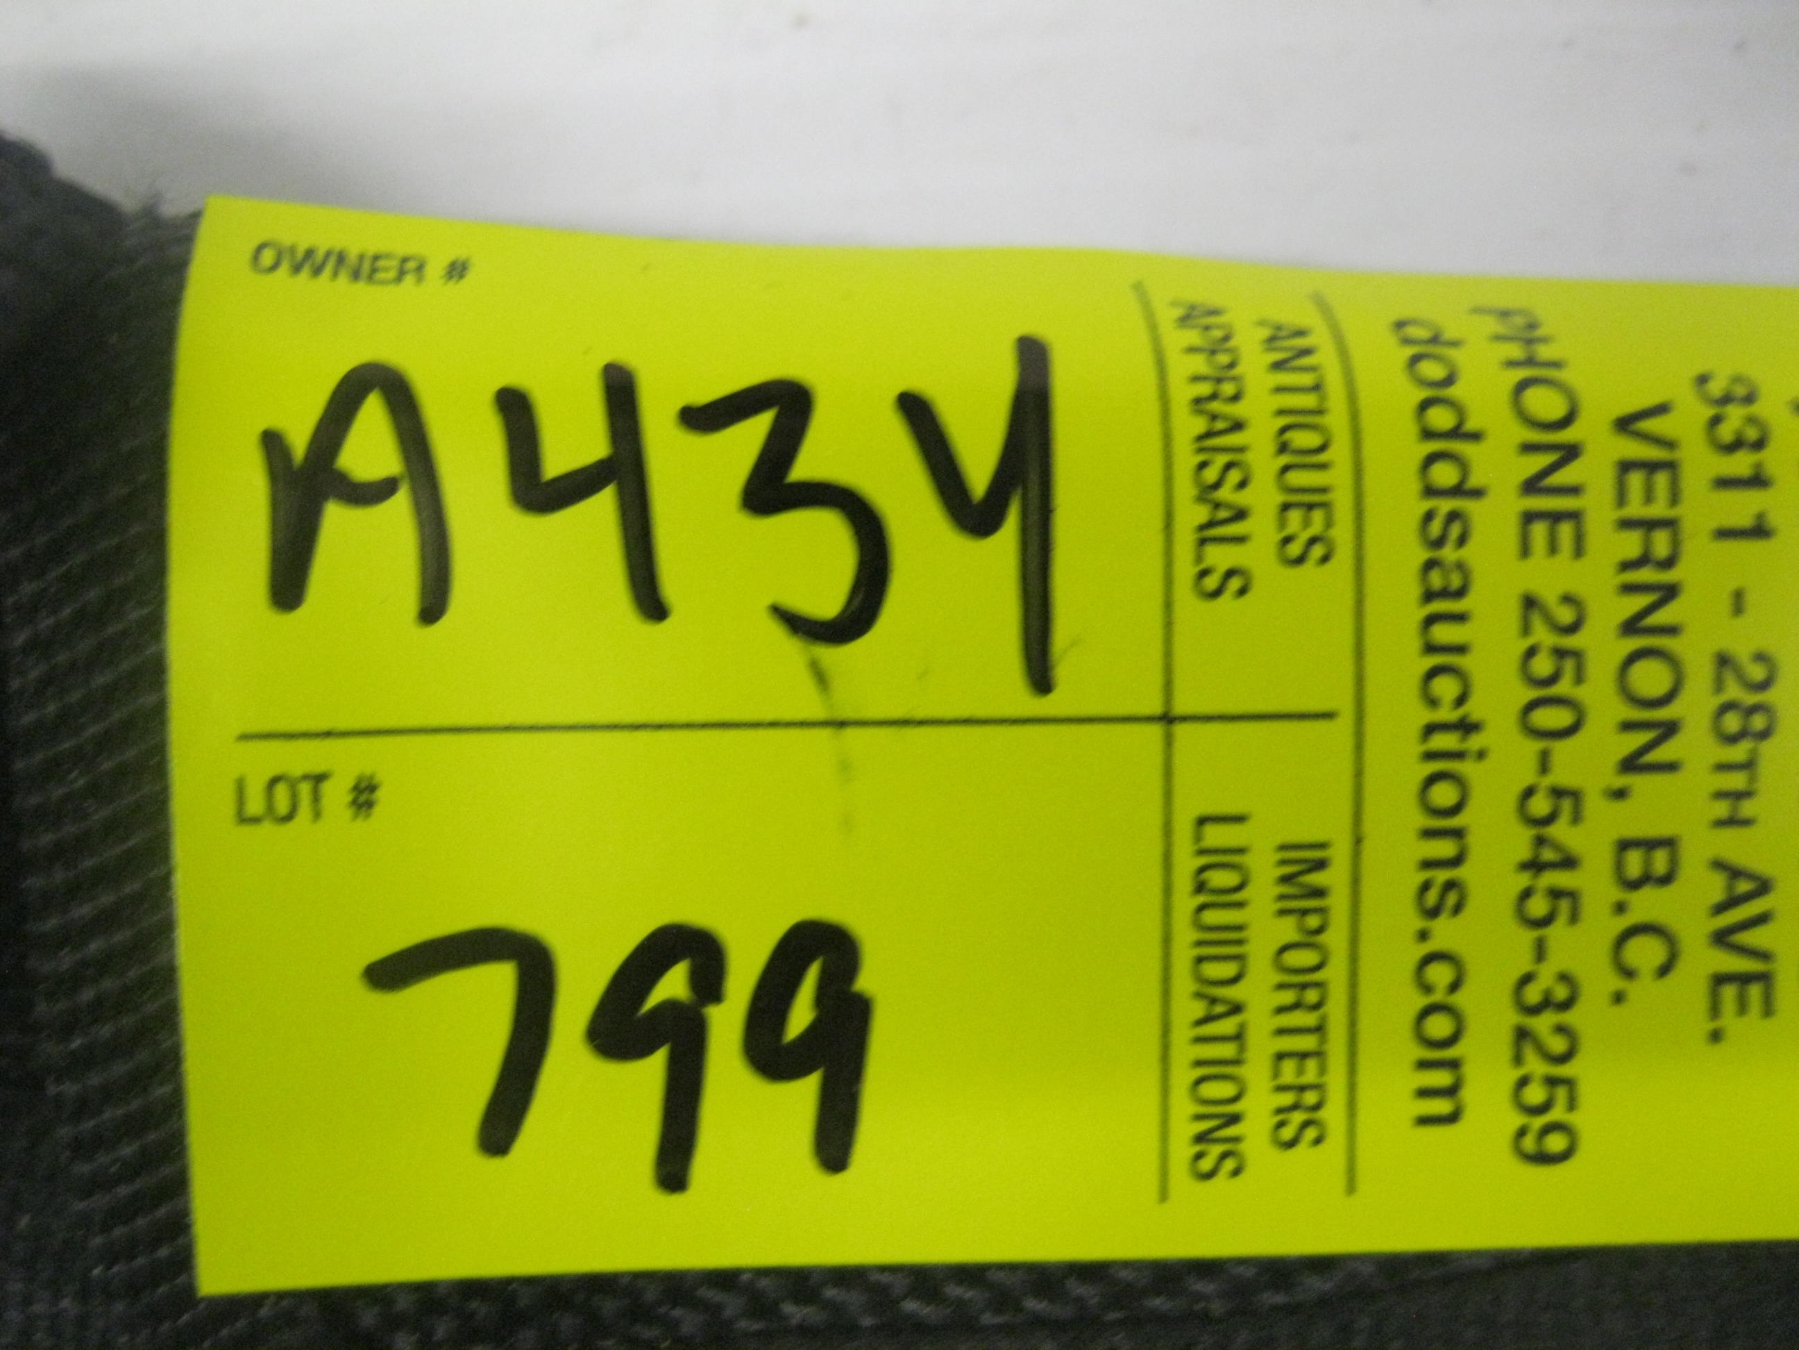 OWNER #
A434
LOT #
799
3311 - 28TH AVE.
VERNON, B.C.
PHONE 250-545-3259
doddsauctions.com
ANTIQUES IMPORTERS
APPRAISALS LIQUIDATIONS